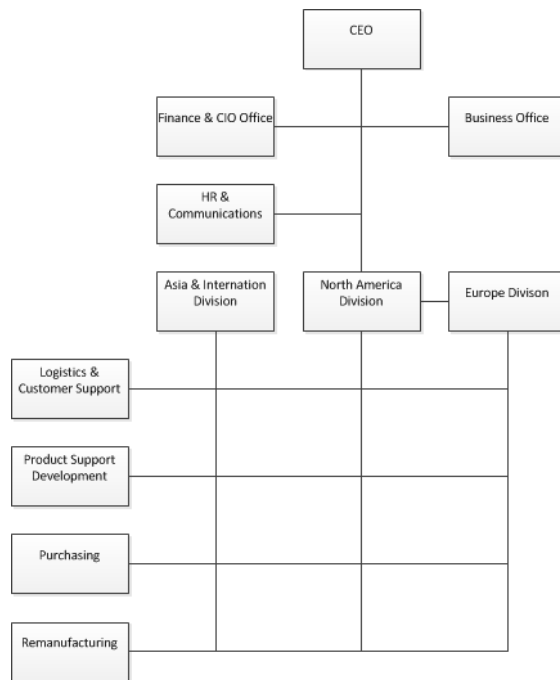 CEO
Finance & CIO Office
Business Office
HR &
Communications
Asia & Internation
Division
North America
Division
Europe Divison
Logistics &
Customer Support
Product Support
Development
Purchasing
Remanufacturing